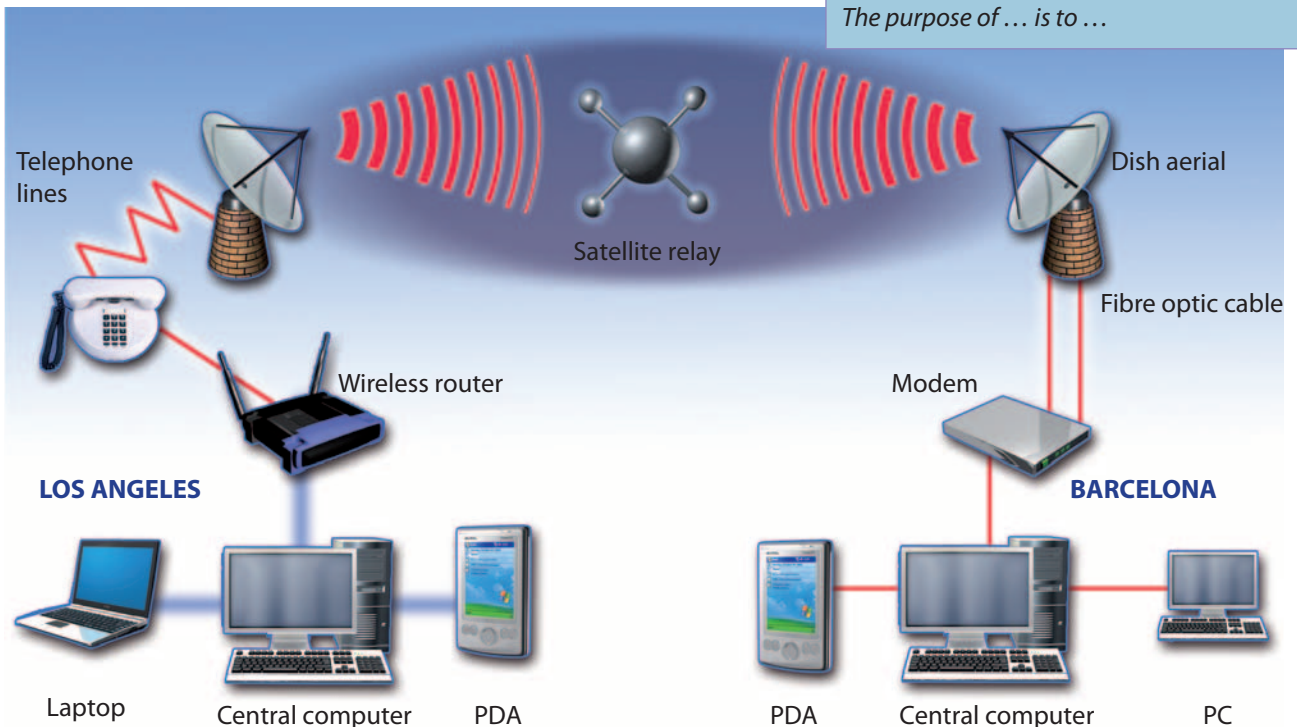 The purpose of … is to …
Telephone
lines
Dish aerial
Satellite relay
Fibre optic cable
Wireless router
Modem
LOS ANGELES
BARCELONA
Laptop
Central computer
PDA
PDA
Central computer
PC